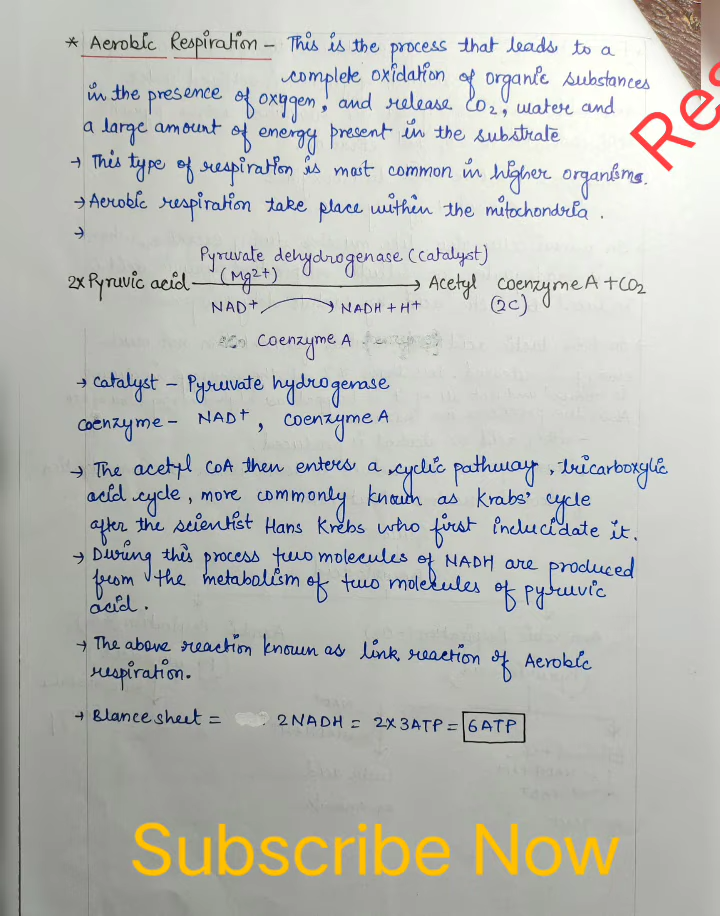 * Aerobic Respiration - This is the process that leads to a
complete oxidation of organic substances
in the presence of oxygen, and release CO2, water and
a large amount of energy present in the substrate
→ This type of respiration is most common in higher organisms.
→ Aerobic respiration take place within the mitochondria.
→
Pyruvate dehydrogenase (catalyst)
(Mg2+)
2x Pyruvic acid → Acetyl coenzyme A + CO2
NAD+ → NADH + H+ (2C)
Coenzyme A
→ catalyst - Pyruvate hydrogenase
coenzyme - NAD+, coenzyme A
→ The acetyl CoA then enters a cyclic pathway, tricarboxylic
acid cycle, more commonly known as Krabs' cycle
after the scientist Hans Krebs who first inclucidate it.
→ During this process two molecules of NADH are produced
from the metabolism of two molekules of pyruvic
acid.
→ The above reaction known as link reaction of Aerobic
respiration.
→ Blance sheet = 2NADH = 2x3ATP = 6ATP
Res
Subscribe Now